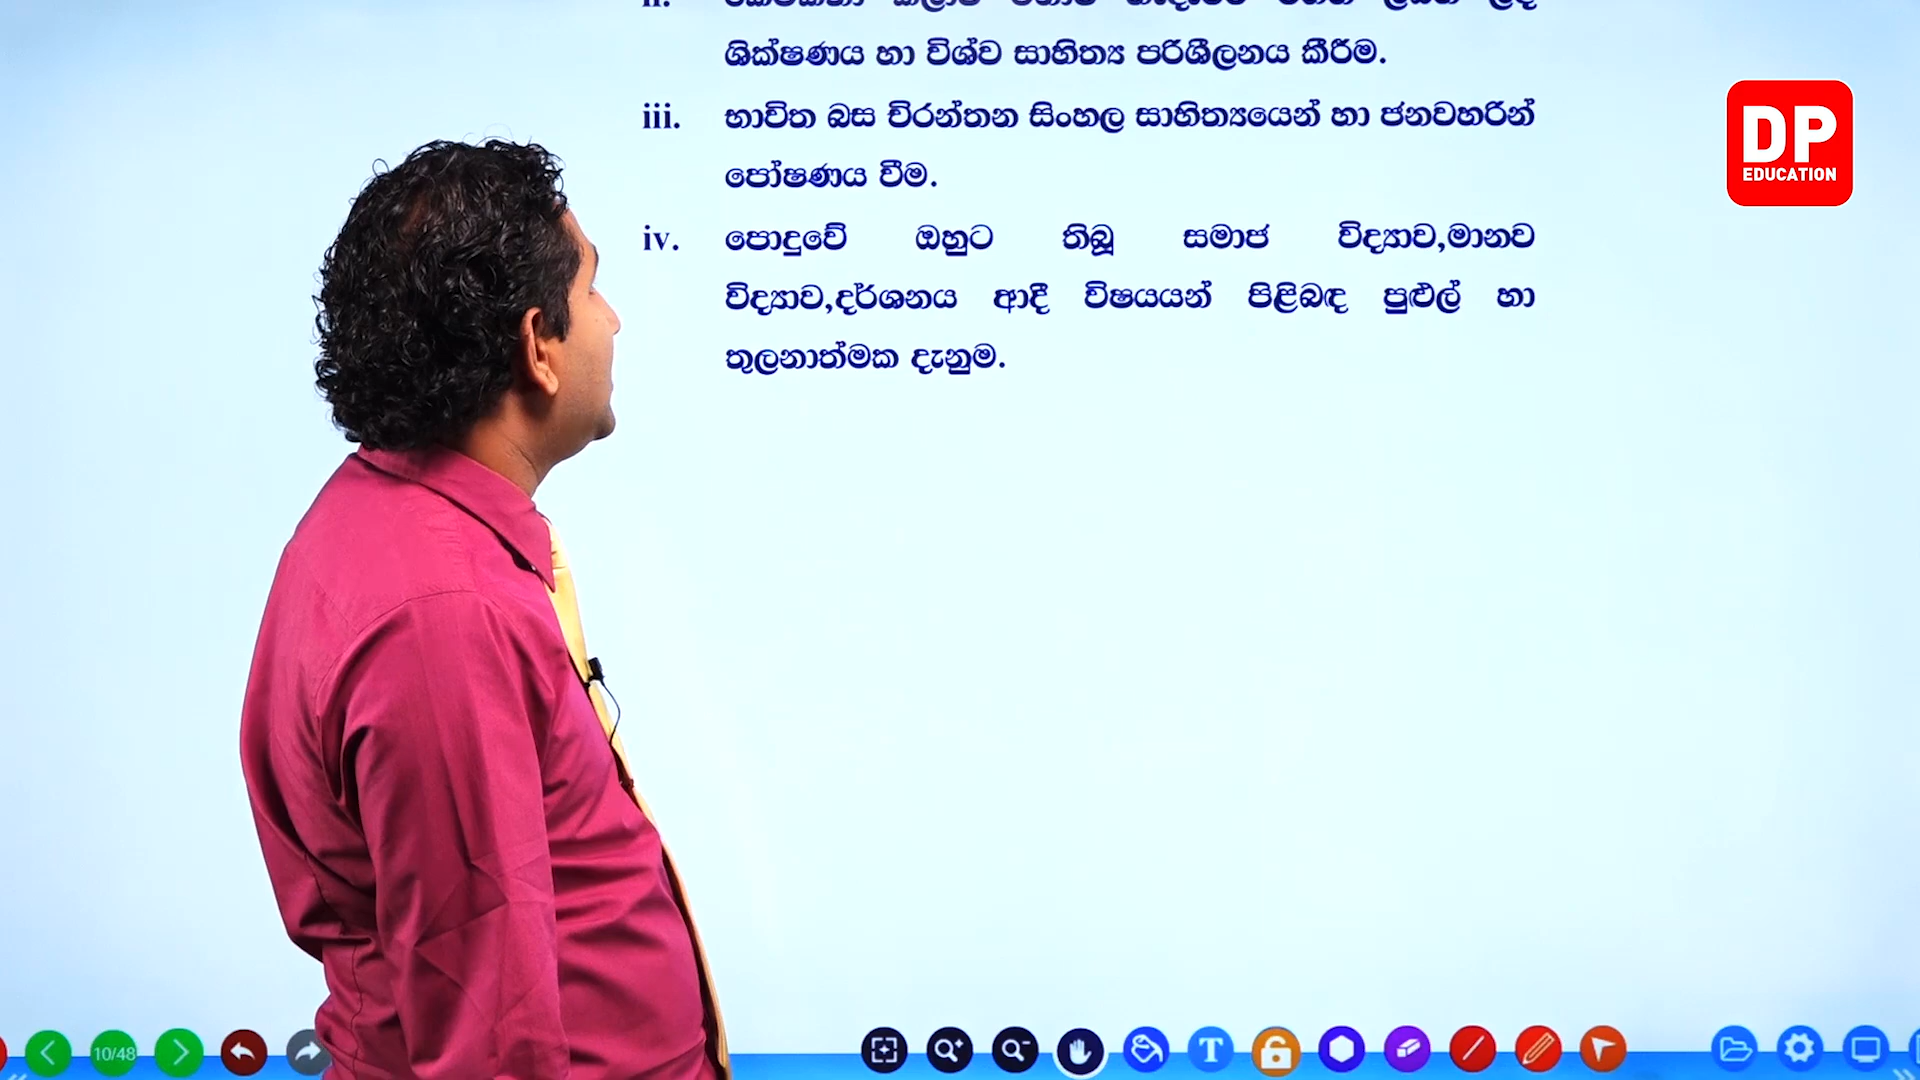 ශික්ෂණය හා විශ්ව සාහිත්‍ය පරිශීලනය කිරීම.
iii. භාවිත බස චිරන්තන සිංහල සාහිත්‍යයෙන් හා ජනවහරින්
පෝෂණය වීම.
iv. පොදුවේ ඔහුට තිබූ සමාජ විද්‍යාව,මානව
විද්‍යාව,දර්ශනය ආදී විෂයයන් පිළිබඳ පුළුල් හා
තුලනාත්මක දැනුම.
DP
EDUCATION
10/48
T